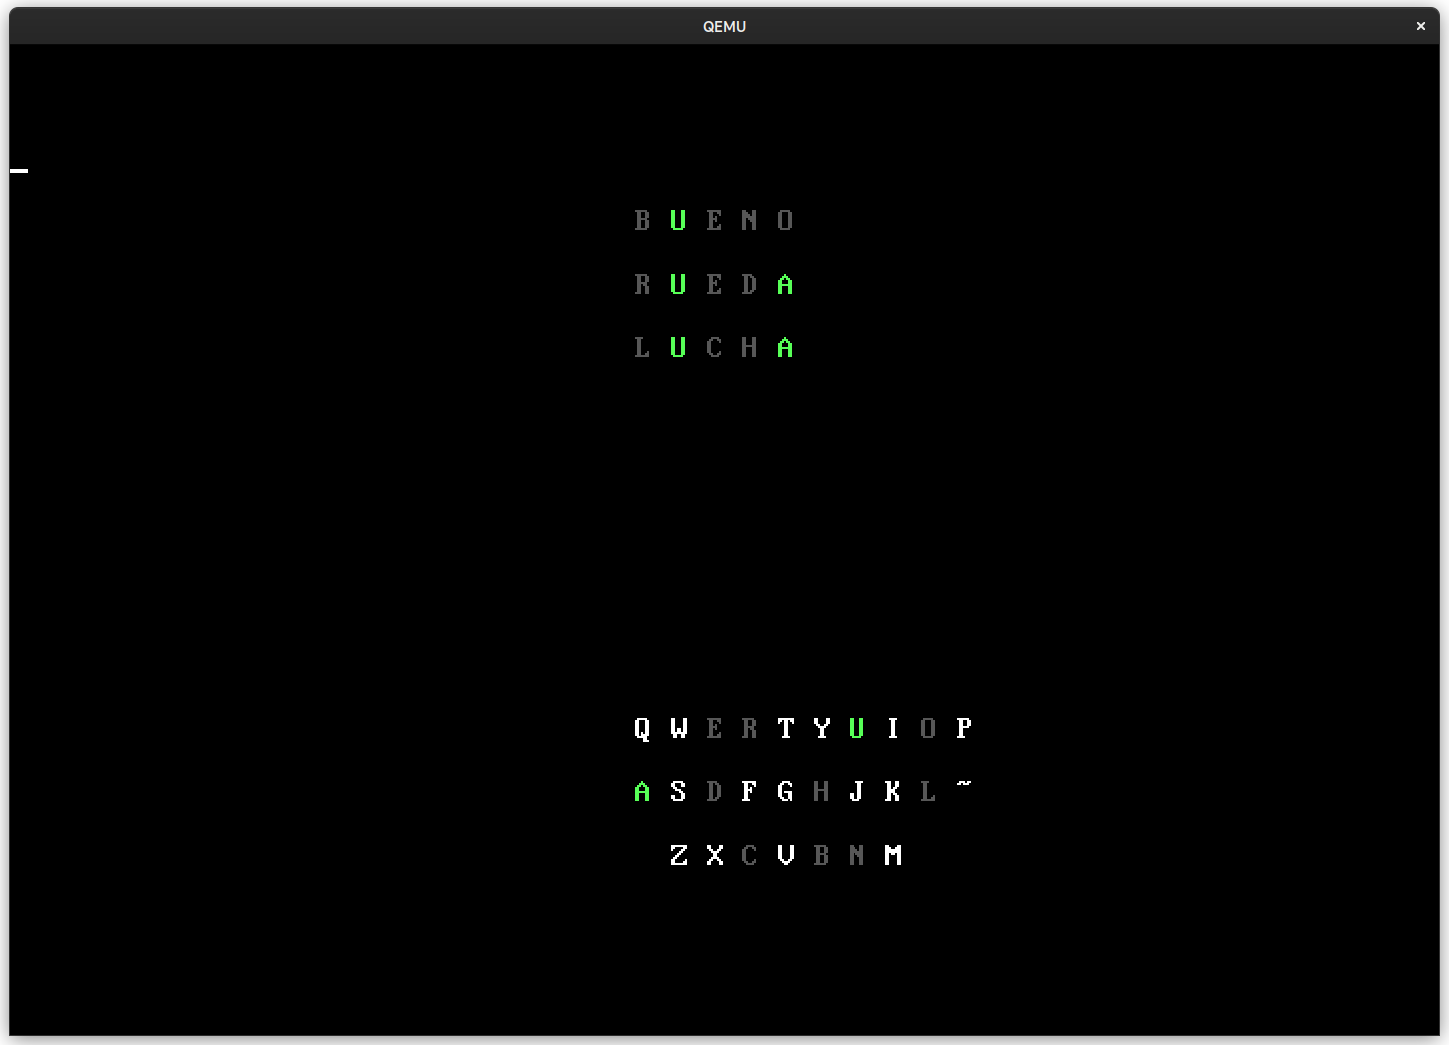 QEMU ×
B U E N O
R U E D A
L U C H A
Q W E R T Y U I O P
A S D F G H J K L ~
Z X C V B N M